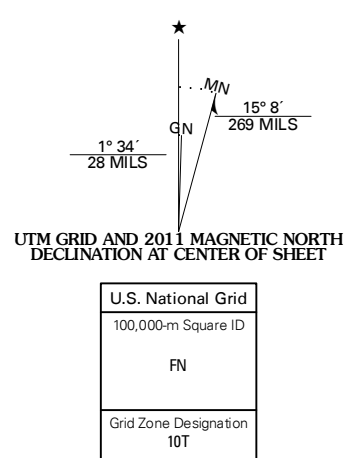 ★
MN
GN
15° 8´
269 MILS
1° 34´
28 MILS
UTM GRID AND 2011 MAGNETIC NORTH
DECLINATION AT CENTER OF SHEET
U.S. National Grid
100,000-m Square ID
FN
Grid Zone Designation
10T